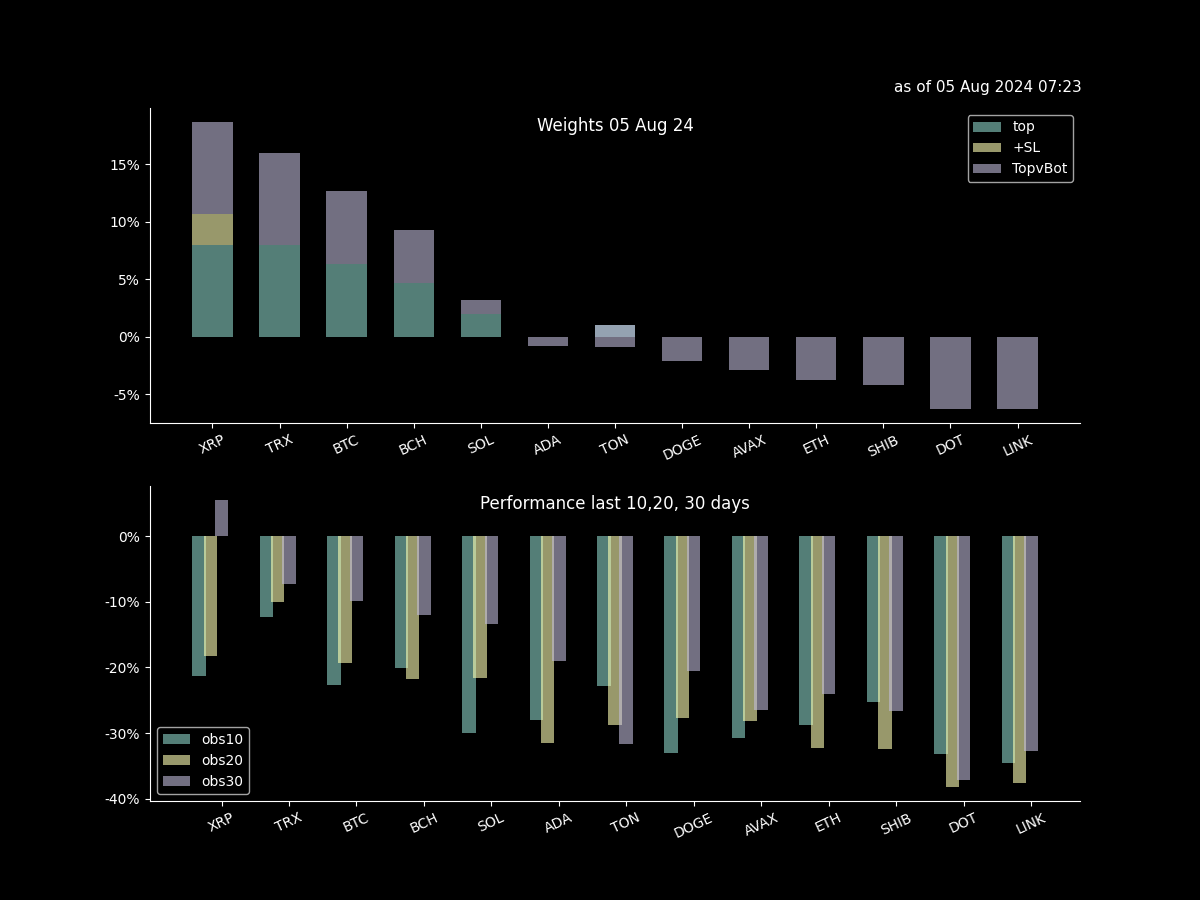 as of 05 Aug 2024 07:23
Weights 05 Aug 24
top
+SL
TopvBot
15%
10%
5%
0%
-5%
XRP TRX BTC BCH SOL ADA TON DOGE AVAX ETH SHIB DOT LINK
Performance last 10,20, 30 days
0%
-10%
-20%
-30%
-40%
obs10
obs20
obs30
XRP TRX BTC BCH SOL ADA TON DOGE AVAX ETH SHIB DOT LINK